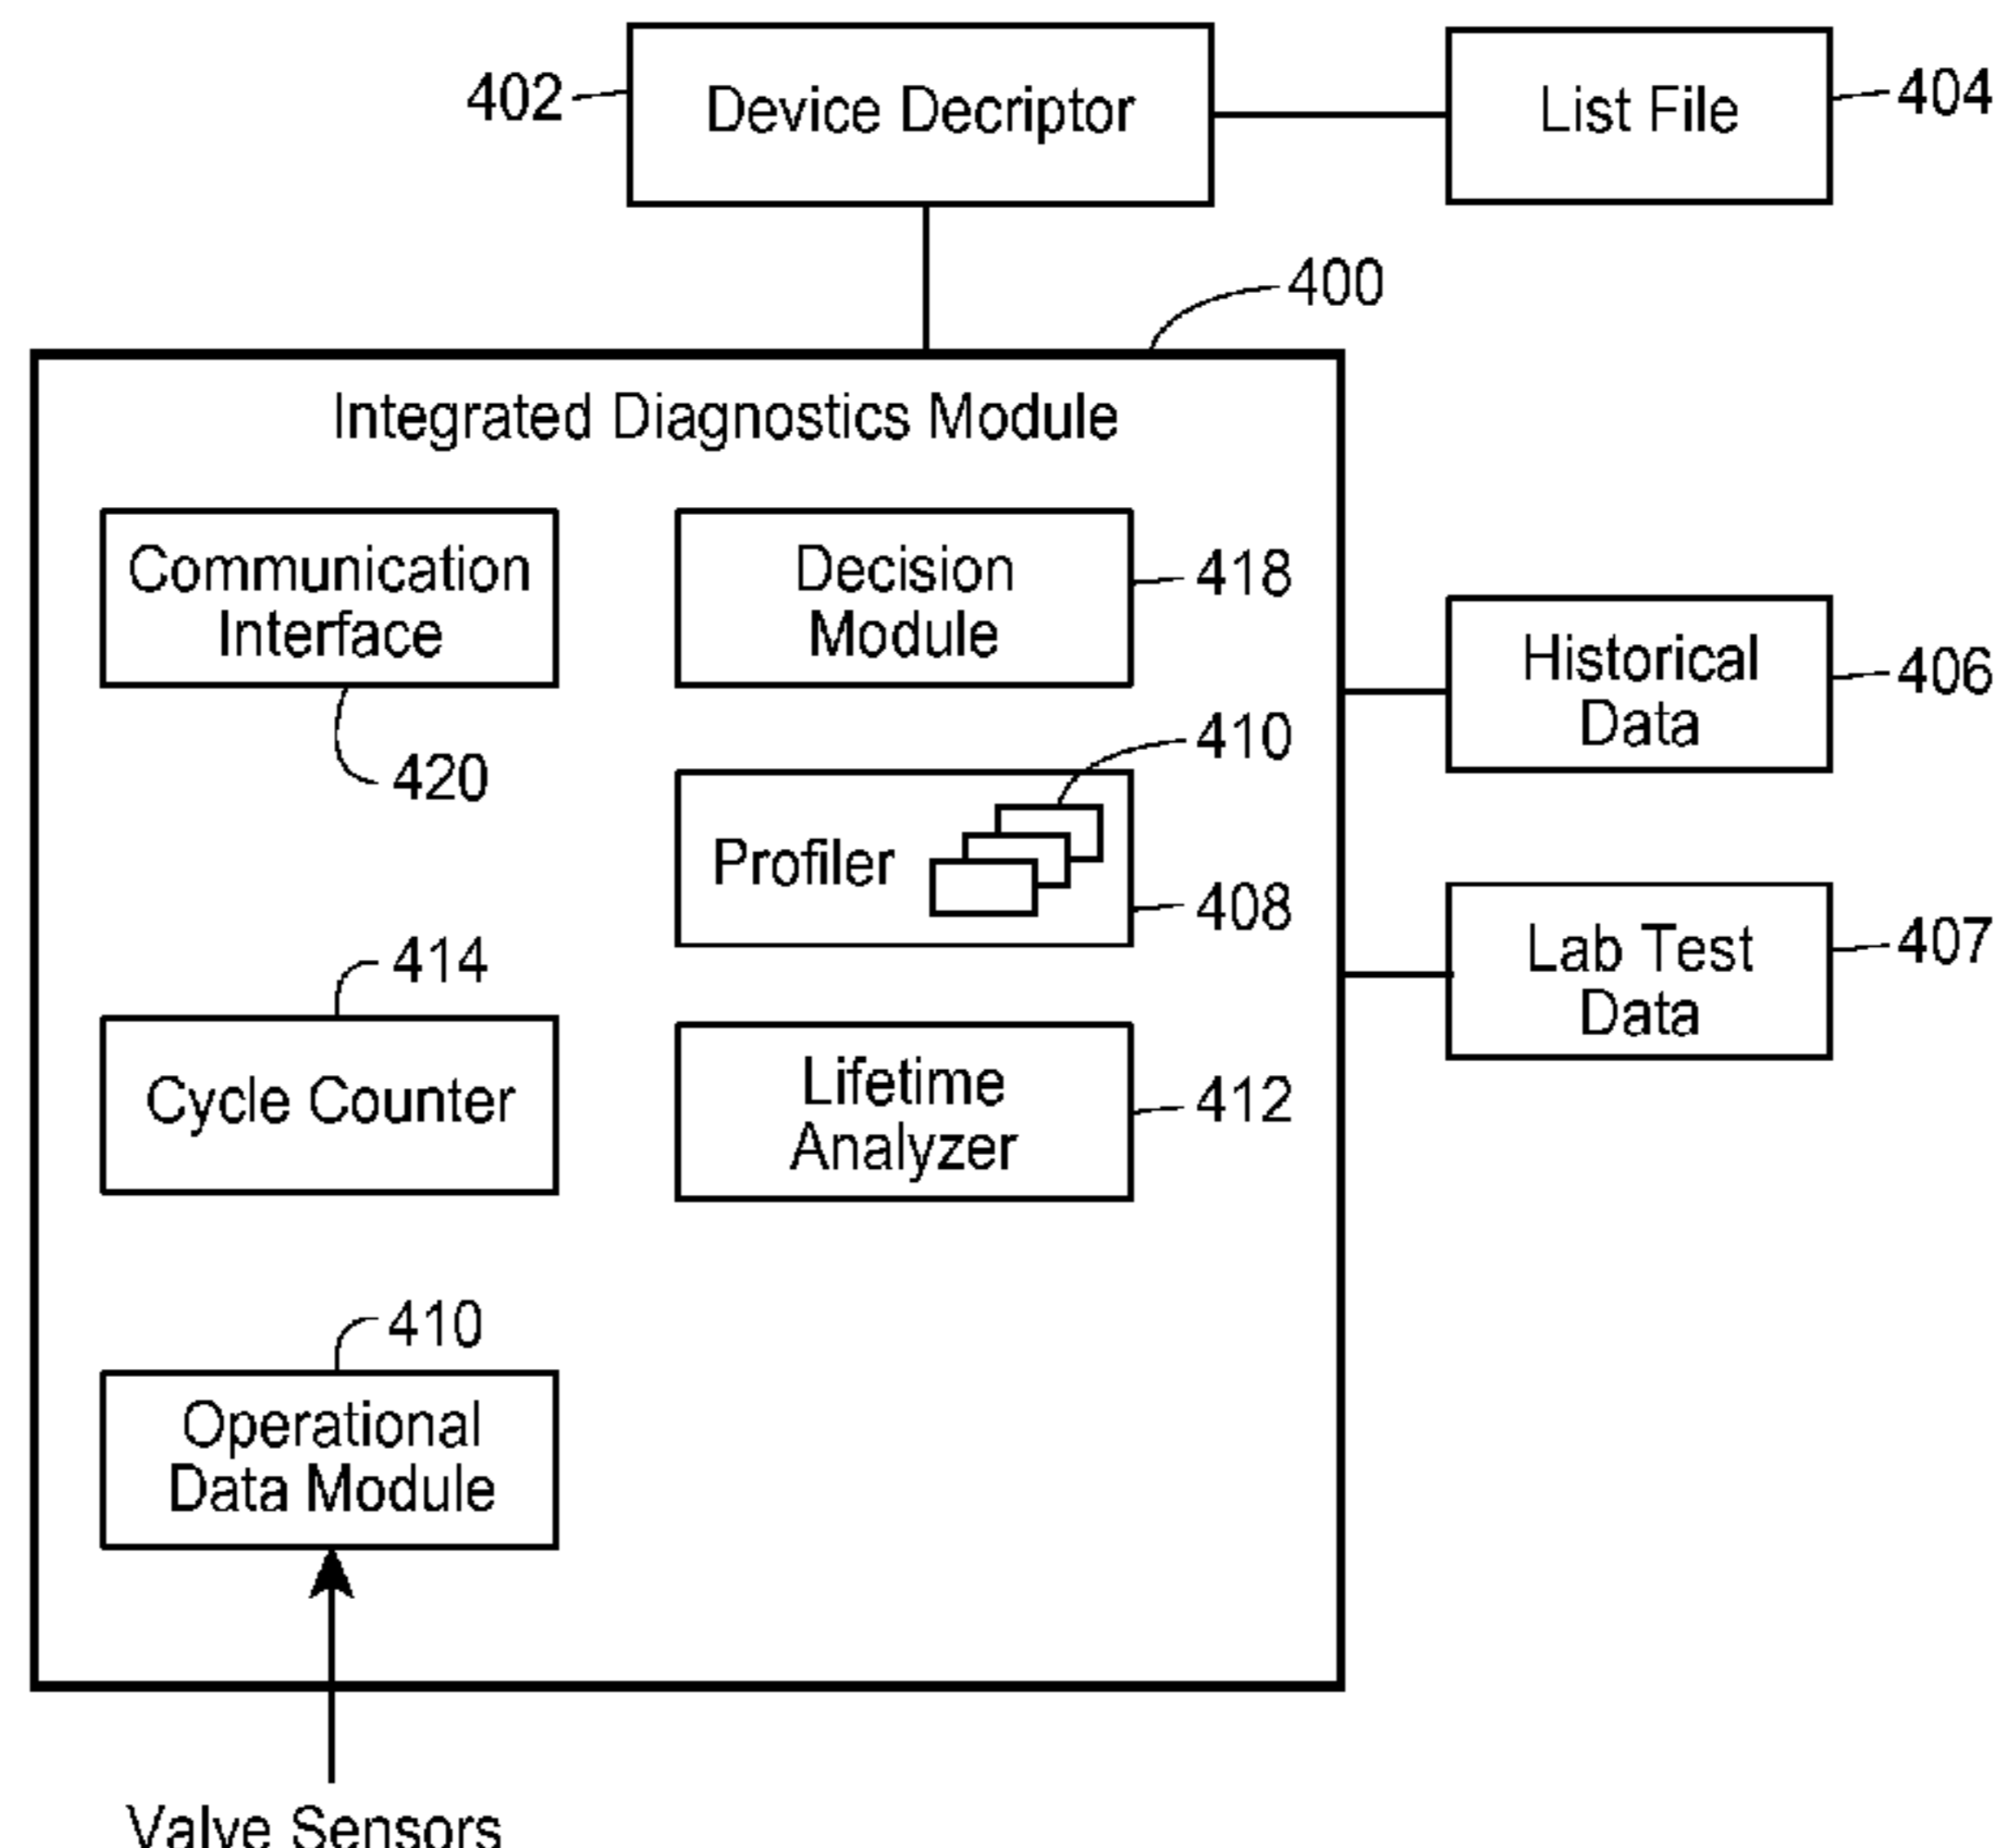 402
Device Decriptor
List File
404
400
Integrated Diagnostics Module
Communication
Interface
420
Decision
Module
418
Historical
Data
406
410
Profiler
408
Lab Test
Data
407
414
Cycle Counter
Lifetime
Analyzer
412
410
Operational
Data Module
Valve Sensors